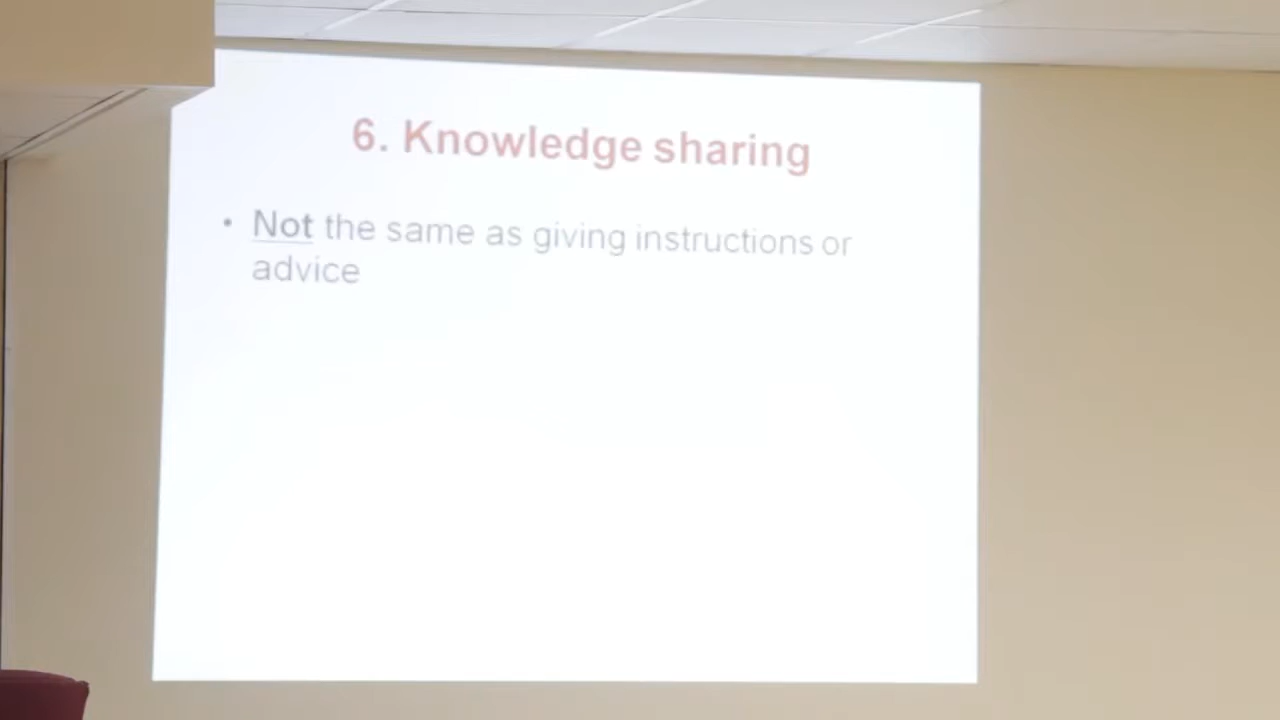 6. Knowledge sharing
• Not the same as giving instructions or
advice